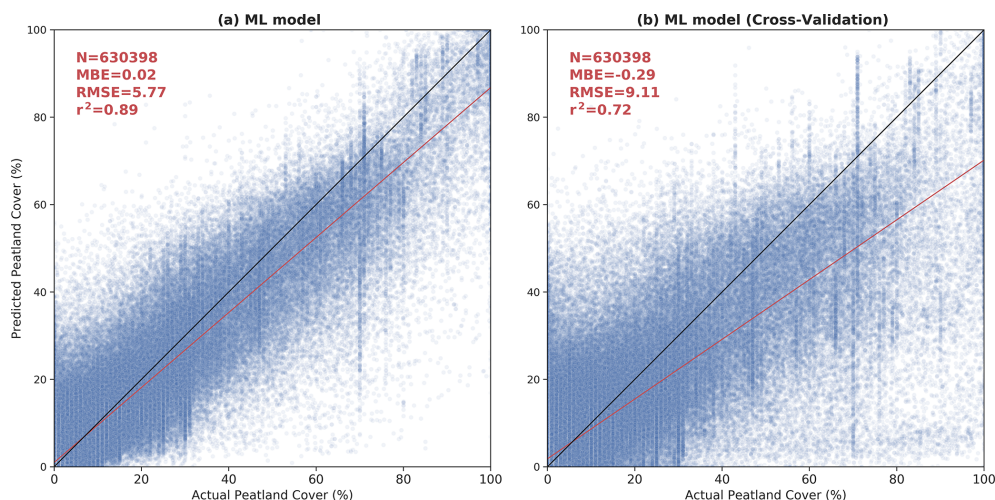 (a) ML model
N=630398
MBE=0.02
RMSE=5.77
r²=0.89
Predicted Peatland Cover (%)
100
80
60
40
20
0
0 20 40 60 80 100
Actual Peatland Cover (%)
(b) ML model (Cross-Validation)
N=630398
MBE=-0.29
RMSE=9.11
r²=0.72
100
80
60
40
20
0
0 20 40 60 80 100
Actual Peatland Cover (%)